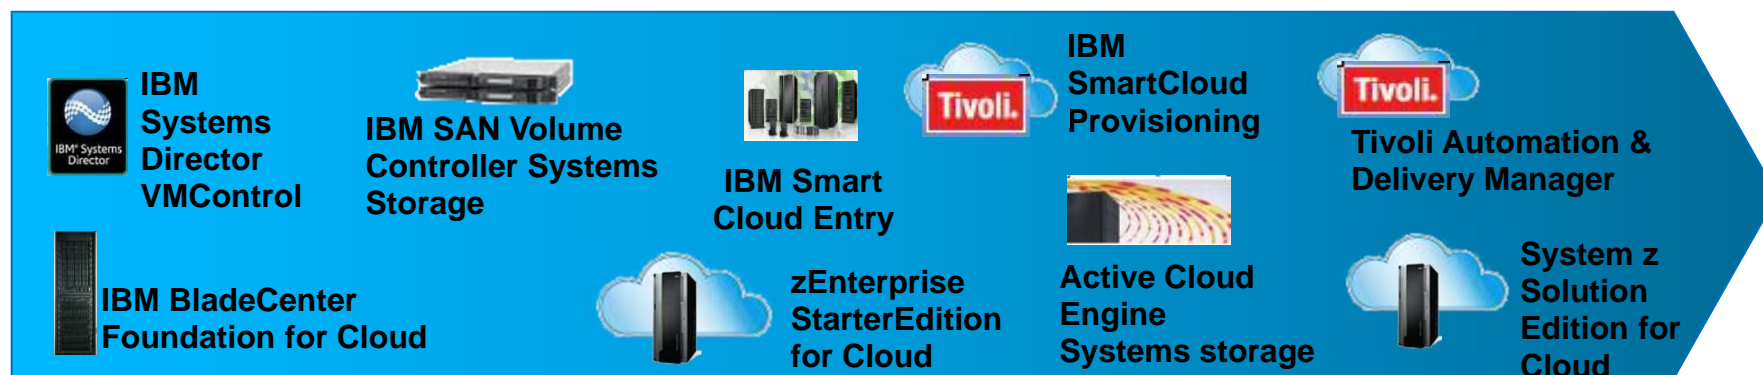 IBM
Systems
Director
VMControl
IBM® Systems
Director
IBM SAN Volume
Controller Systems
Storage
IBM Smart
Cloud Entry
Tivoli.
IBM
SmartCloud
Provisioning
Tivoli.
Tivoli Automation &
Delivery Manager
IBM BladeCenter
Foundation for Cloud
zEnterprise
StarterEdition
for Cloud
Active Cloud
Engine
Systems storage
System z
Solution
Edition for
Cloud